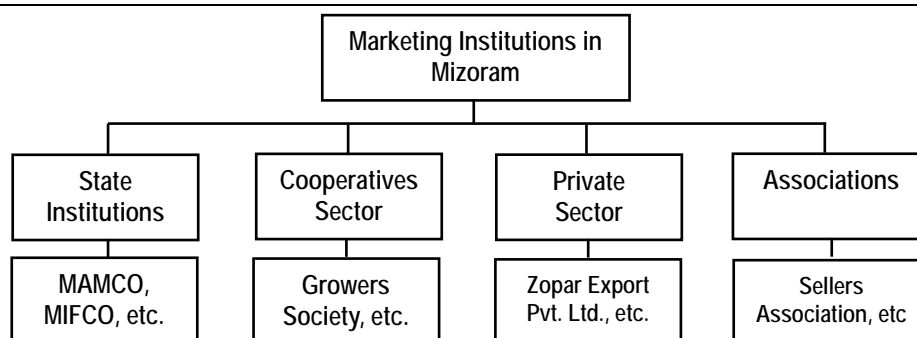 Marketing Institutions in
Mizoram
State
Institutions
Cooperatives
Sector
Private
Sector
Associations
MAMCO,
MIFCO, etc.
Growers
Society, etc.
Zopar Export
Pvt. Ltd., etc.
Sellers
Association, etc